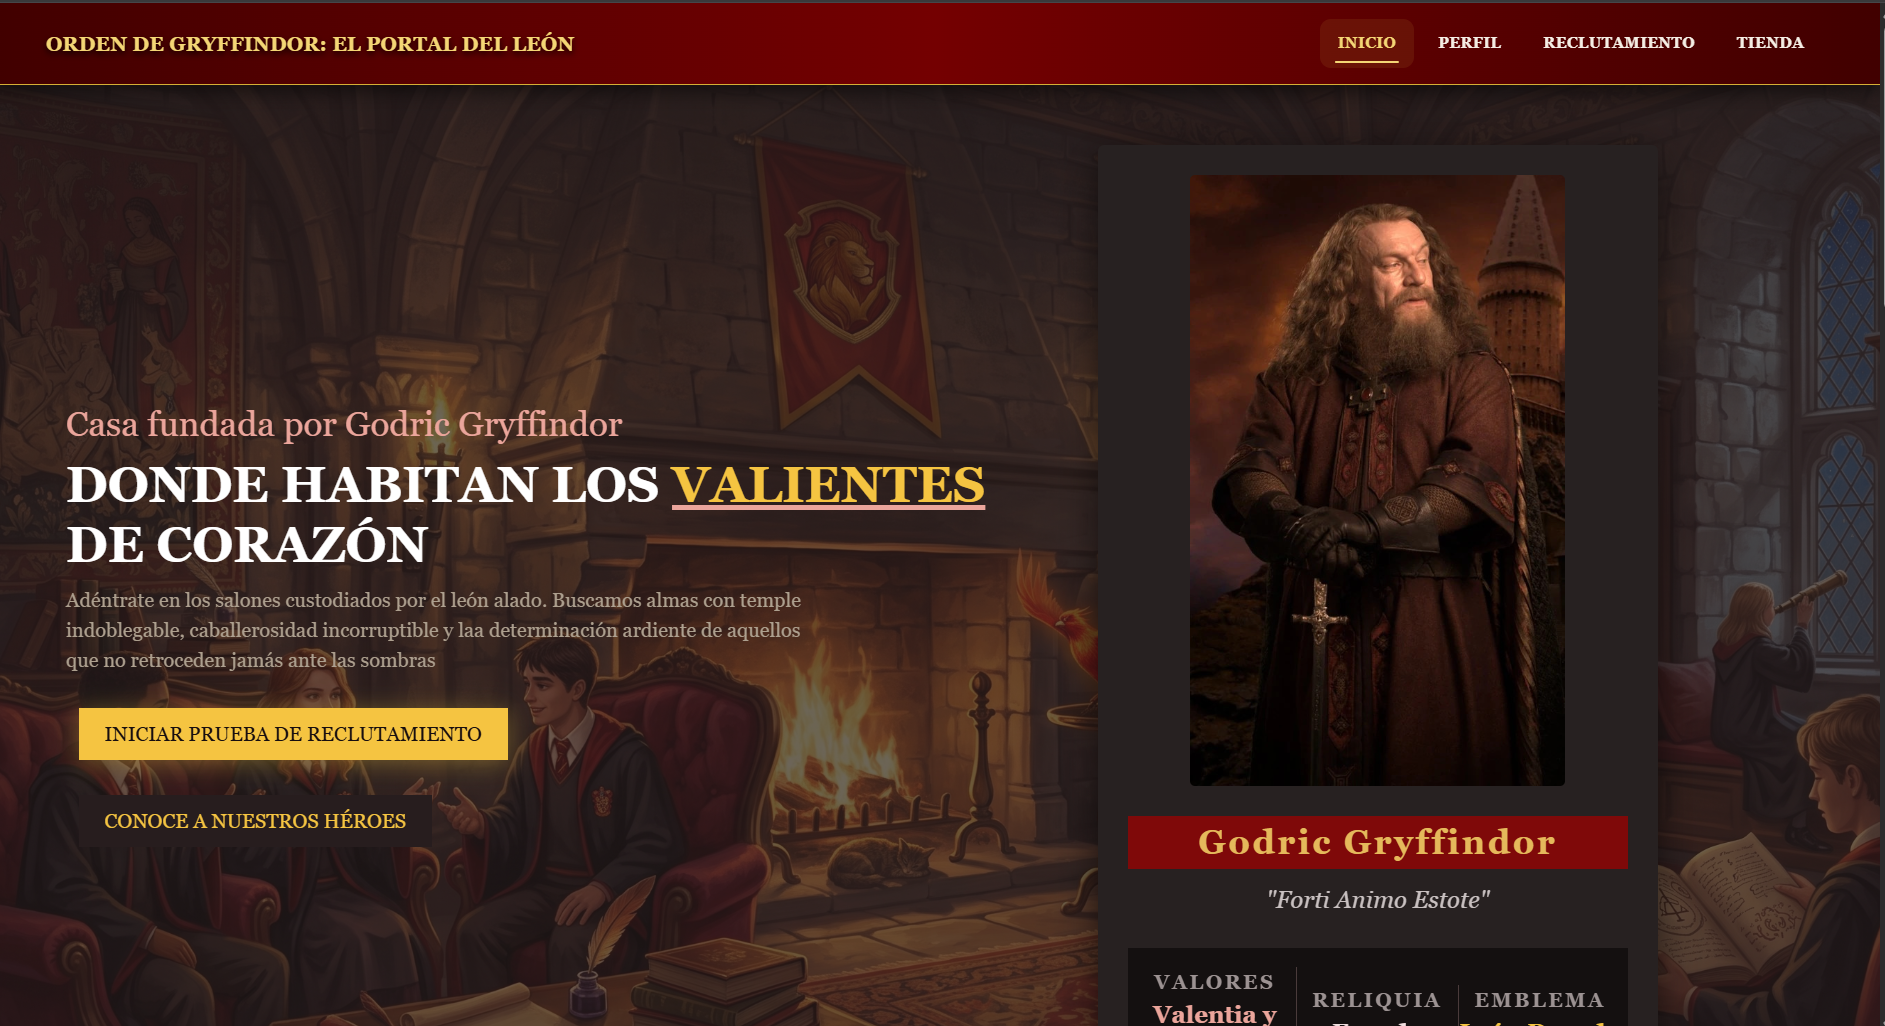 ORDEN DE GRYFFINDOR: EL PORTAL DEL LEÓN
INICIO
PERFIL
RECLUTAMIENTO
TIENDA
Casa fundada por Godric Gryffindor
DONDE HABITAN LOS VALIENTES
DE CORAZÓN
Adéntrate en los salones custodiados por el león alado. Buscamos almas con temple
indoblegable, caballerosidad incorruptible y laa determinación ardiente de aquellos
que no retroceden jamás ante las sombras
INICIAR PRUEBA DE RECLUTAMIENTO
CONOCE A NUESTROS HÉROES
Godric Gryffindor
"Forti Animo Estote"
VALORES
Valentia y
RELIQUIA
EMBLEMA